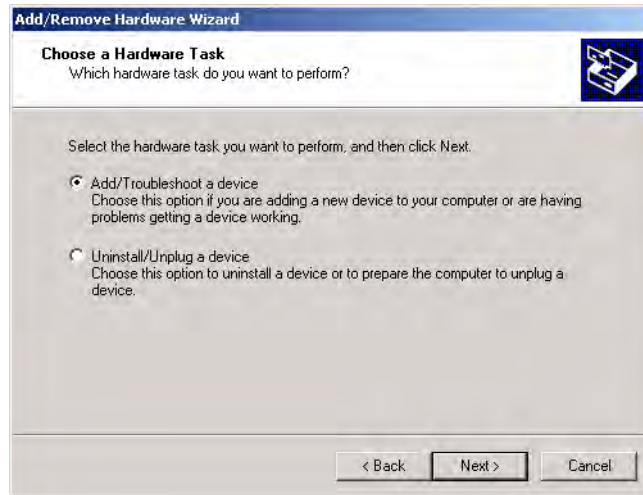 Add/Remove Hardware Wizard
Choose a Hardware Task
Which hardware task do you want to perform?
Select the hardware task you want to perform, and then click Next.
Add/Troubleshoot a device
Choose this option if you are adding a new device to your computer or are having
problems getting a device working.
Uninstall/Unplug a device
Choose this option to uninstall a device or to prepare the computer to unplug a
device.
< Back Next > Cancel